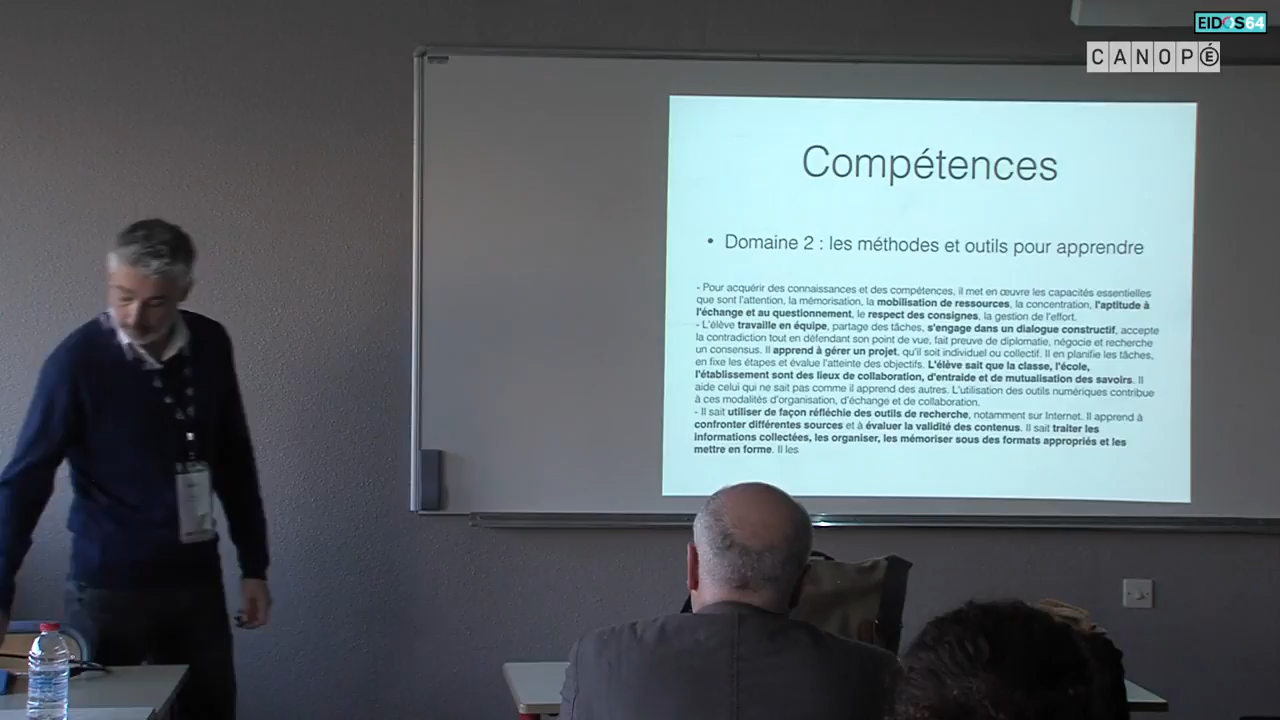 EIDOS64
CANOPÉ
Compétences
• Domaine 2 : les méthodes et outils pour apprendre
- Pour acquérir des connaissances et des compétences, il met en œuvre les capacités essentielles
que sont l'attention, la mémorisation, la mobilisation de ressources, la concentration, l'aptitude à
l'échange et au questionnement, le respect des consignes, la gestion de l'effort.
- L'élève travaille en équipe, partage des tâches, s'engage dans un dialogue constructif, accepte
la contradiction tout en défendant son point de vue, fait preuve de diplomatie, négocie et recherche
un consensus. Il apprend à gérer un projet, qu'il soit individuel ou collectif. Il en planifie les tâches,
en fixe les étapes et évalue l'atteinte des objectifs. L'élève sait que la classe, l'école,
l'établissement sont des lieux de collaboration, d'entraide et de mutualisation des savoirs. Il
aide celui qui ne sait pas comme il apprend des autres. L'utilisation des outils numériques contribue
à ces modalités d'organisation, d'échange et de collaboration.
- Il sait utiliser de façon réfléchie des outils de recherche, notamment sur Internet. Il apprend à
confronter différentes sources et à évaluer la validité des contenus. Il sait traiter les
informations collectées, les organiser, les mémoriser sous des formats appropriés et les
mettre en forme. Il les